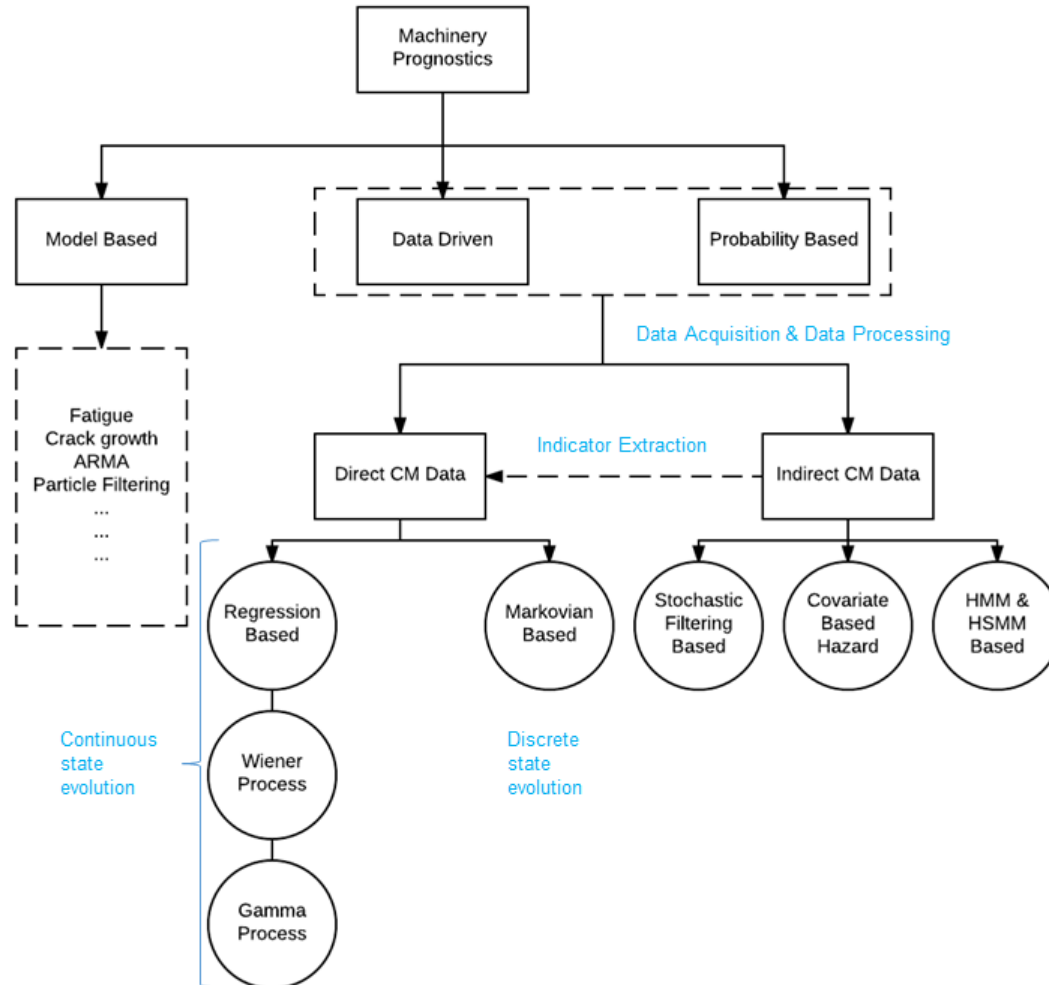 Machinery
Prognostics
Model Based
Data Driven
Probability Based
Data Acquisition & Data Processing
Fatigue
Crack growth
ARMA
Particle Filtering
...
...
...
Direct CM Data
Indicator Extraction
Indirect CM Data
Regression
Based
Markovian
Based
Stochastic
Filtering
Based
Covariate
Based
Hazard
HMM &
HSMM
Based
Continuous
state
evolution
Wiener
Process
Discrete
state
evolution
Gamma
Process